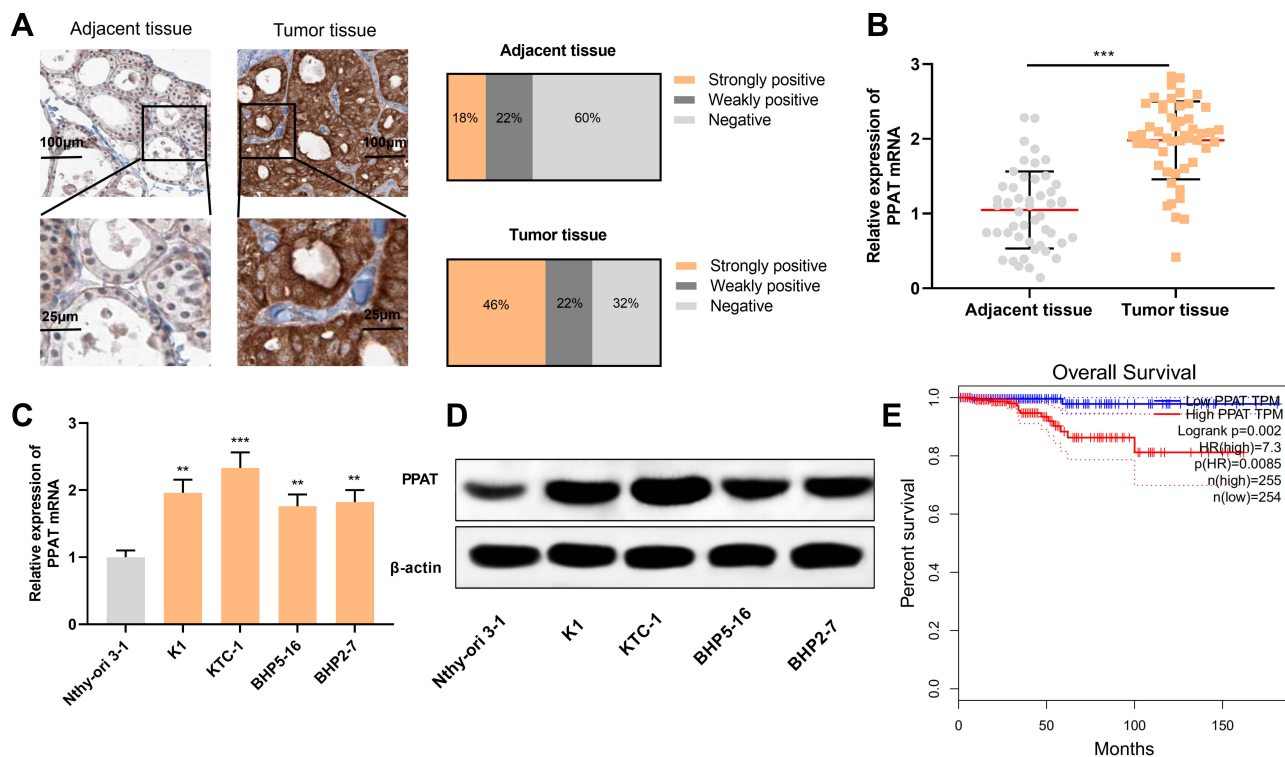 A
Adjacent tissue
Tumor tissue
100μm
100μm
25μm
25μm
Adjacent tissue
18%
22%
60%
Strongly positive
Weakly positive
Negative
Tumor tissue
46%
22%
32%
Strongly positive
Weakly positive
Negative
B
***
Relative expression of
PPAT mRNA
3
2
1
0
Adjacent tissue
Tumor tissue
C
Relative expression of
PPAT mRNA
3
2
1
0
**
***
**
**
Nthy-ori 3-1
K1
KTC-1
BHP5-16
BHP2-7
D
PPAT
β-actin
Nthy-ori 3-1
K1
KTC-1
BHP5-16
BHP2-7
E
Overall Survival
Percent survival
1.0
0.8
0.6
0.4
0.2
0.0
Low PPAT TPM
High PPAT TPM
Logrank p=0.002
HR(high)=7.3
p(HR)=0.0085
n(high)=255
n(low)=254
0
50
100
150
Months